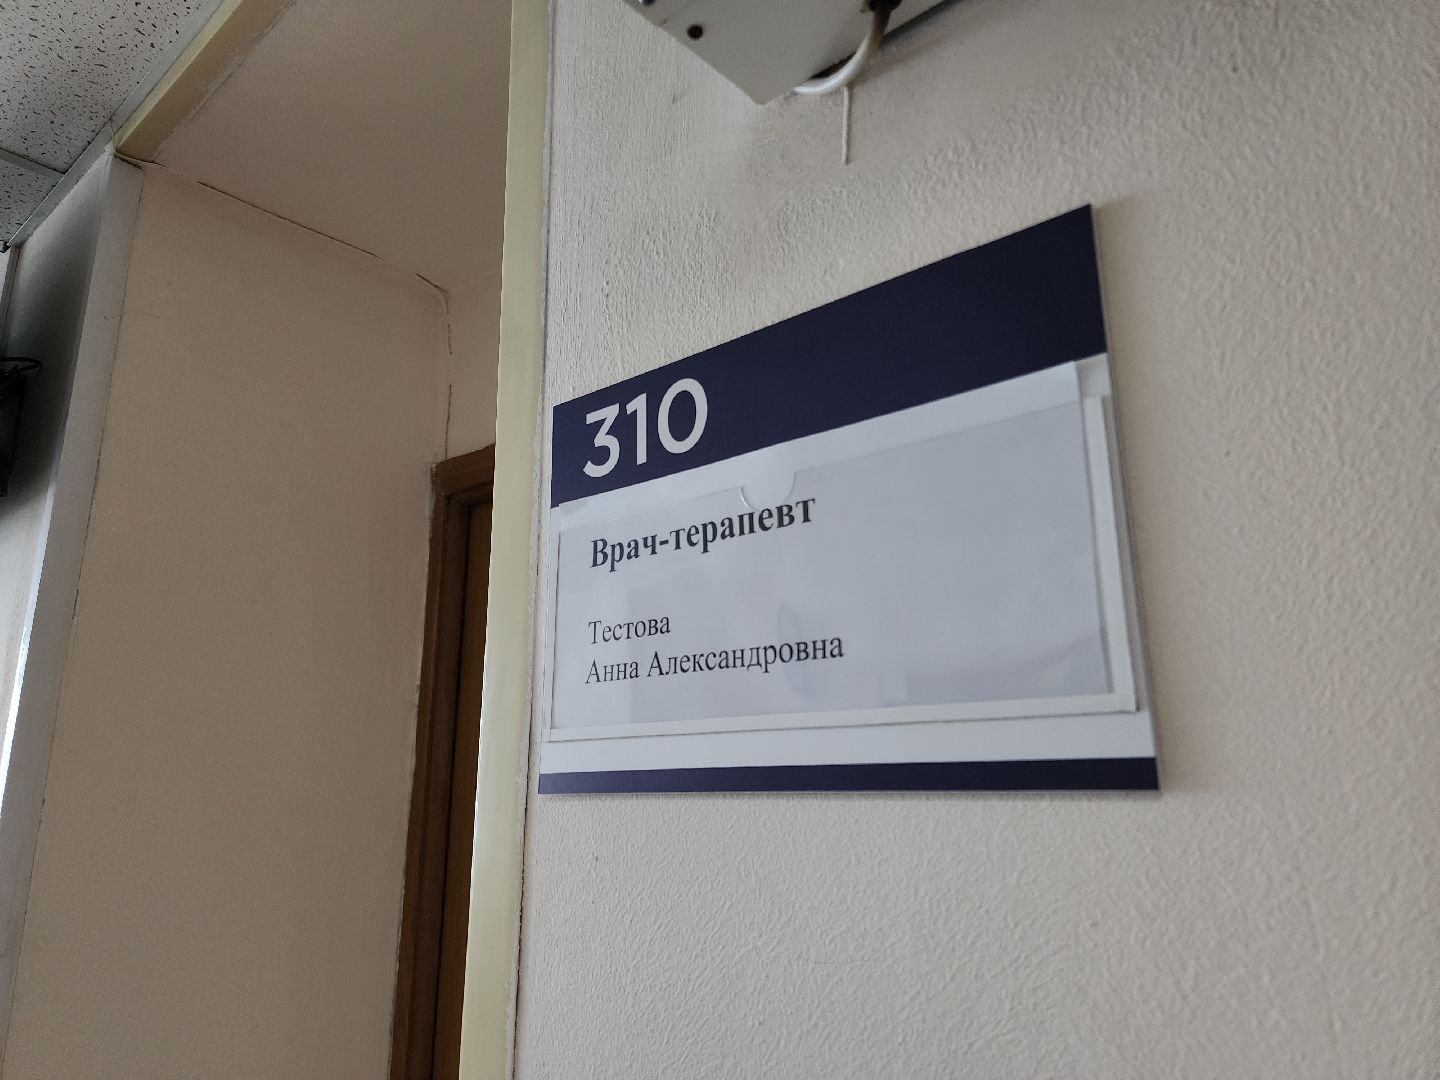 310
Врач-терапевт
Тестова
Анна Александровна